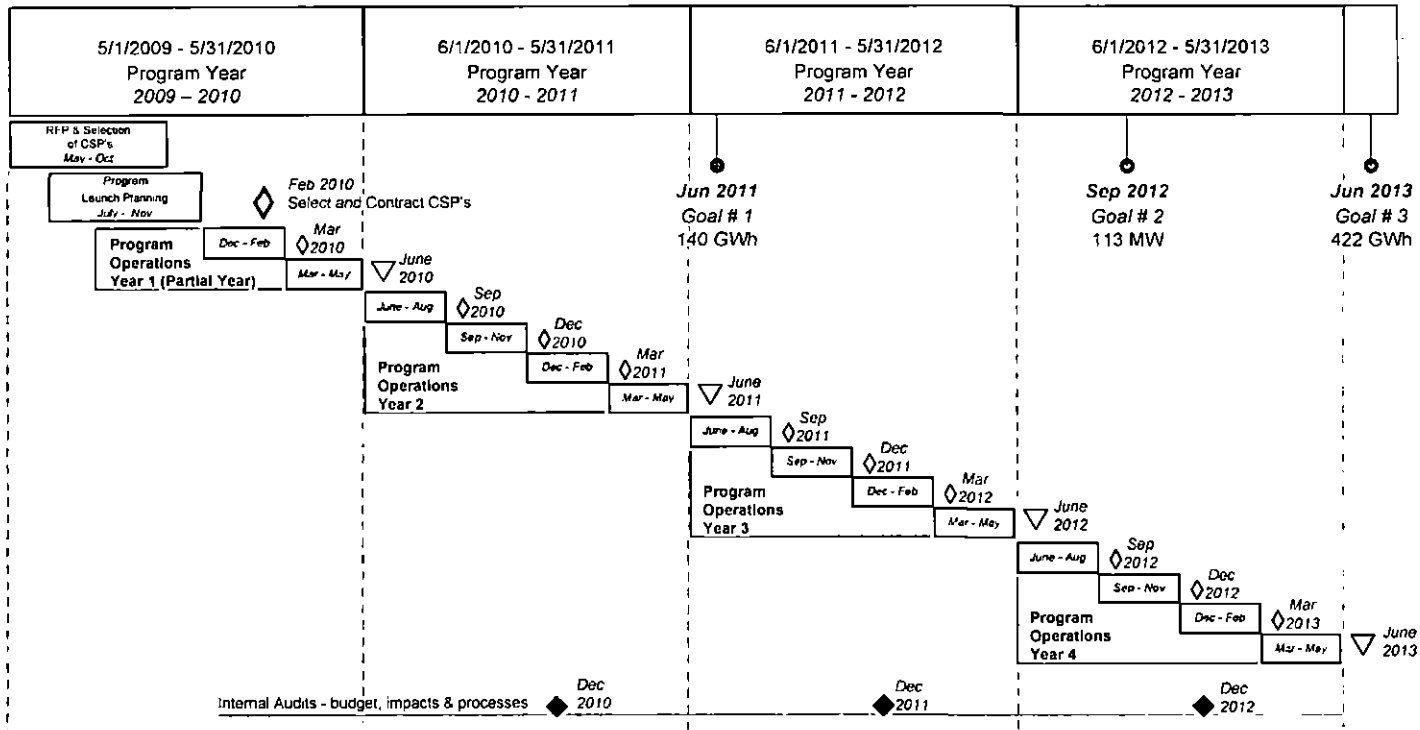 5/1/2009 - 5/31/2010
Program Year
2009 – 2010
6/1/2010 - 5/31/2011
Program Year
2010 - 2011
6/1/2011 - 5/31/2012
Program Year
2011 - 2012
6/1/2012 - 5/31/2013
Program Year
2012 - 2013
RFP & Selection
of CSP's
May - Oct
Program
Launch Planning
July - Nov
Feb 2010
Select and Contract CSP's
Jun 2011
Goal # 1
140 GWh
Sep 2012
Goal # 2
113 MW
Jun 2013
Goal # 3
422 GWh
Program
Operations
Year 1 (Partial Year)
Dec - Feb
Mar
2010
Mar - May
June
2010
June - Aug
Sep
2010
Sep - Nov
Dec
2010
Dec - Feb
Mar
2011
Mar - May
June
2011
Program
Operations
Year 2
June - Aug
Sep
2011
Sep - Nov
Dec
2011
Dec - Feb
Mar
2012
Mar - May
June
2012
Program
Operations
Year 3
June - Aug
Sep
2012
Sep - Nov
Dec
2012
Dec - Feb
Mar
2013
Mar - May
June
2013
Program
Operations
Year 4
Internal Audits - budget, impacts & processes
Dec
2010
Dec
2011
Dec
2012